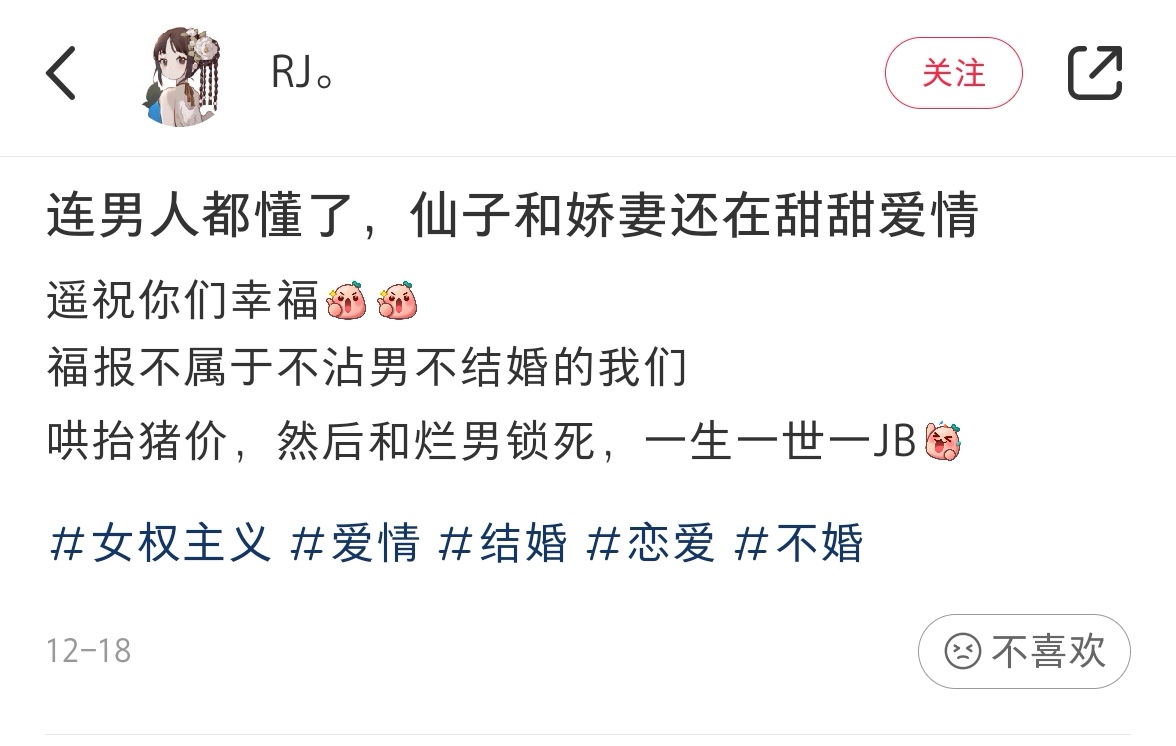 RJ。
关注
连男人都懂了，仙子和娇妻还在甜甜爱情
遥祝你们幸福
福报不属于不沾男不结婚的我们
哄抬猪价，然后和烂男锁死，一生一世一JB
#女权主义 #爱情 #结婚 #恋爱 #不婚
12-18
不喜欢